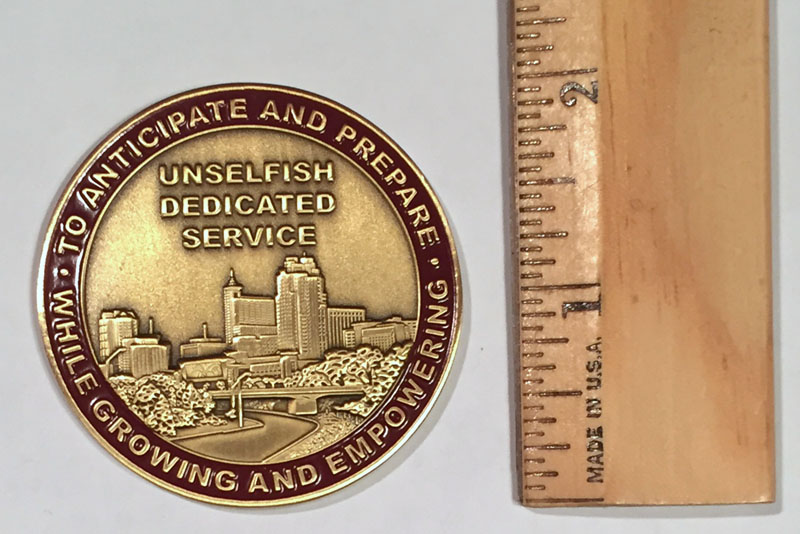 · TO ANTICIPATE AND PREPARE ·
UNSELFISH
DEDICATED
SERVICE
WHILE GROWING AND EMPOWERING
2
1
MADE IN U.S.A.